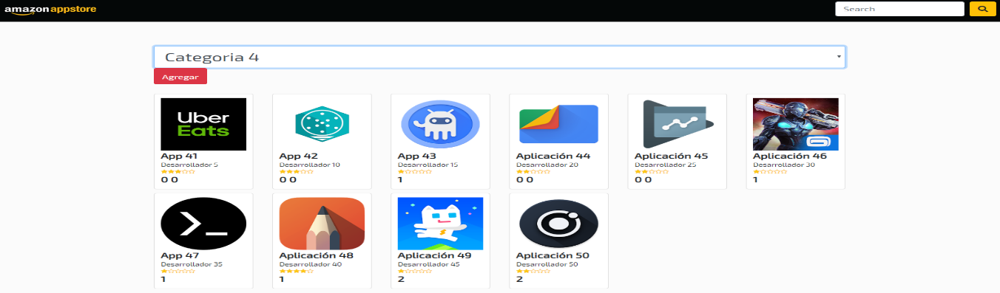 amazon appstore
Search
Categoria 4
Agregar
Uber
Eats
App 41
Desarrollador 5
0 0
App 42
Desarrollador 10
0 0
App 43
Desarrollador 15
1
Aplicación 44
Desarrollador 20
0 0
Aplicación 45
Desarrollador 25
0 0
Aplicación 46
Desarrollador 30
1
App 47
Desarrollador 35
1
Aplicación 48
Desarrollador 40
1
Aplicación 49
Desarrollador 45
2
Aplicación 50
Desarrollador 50
2